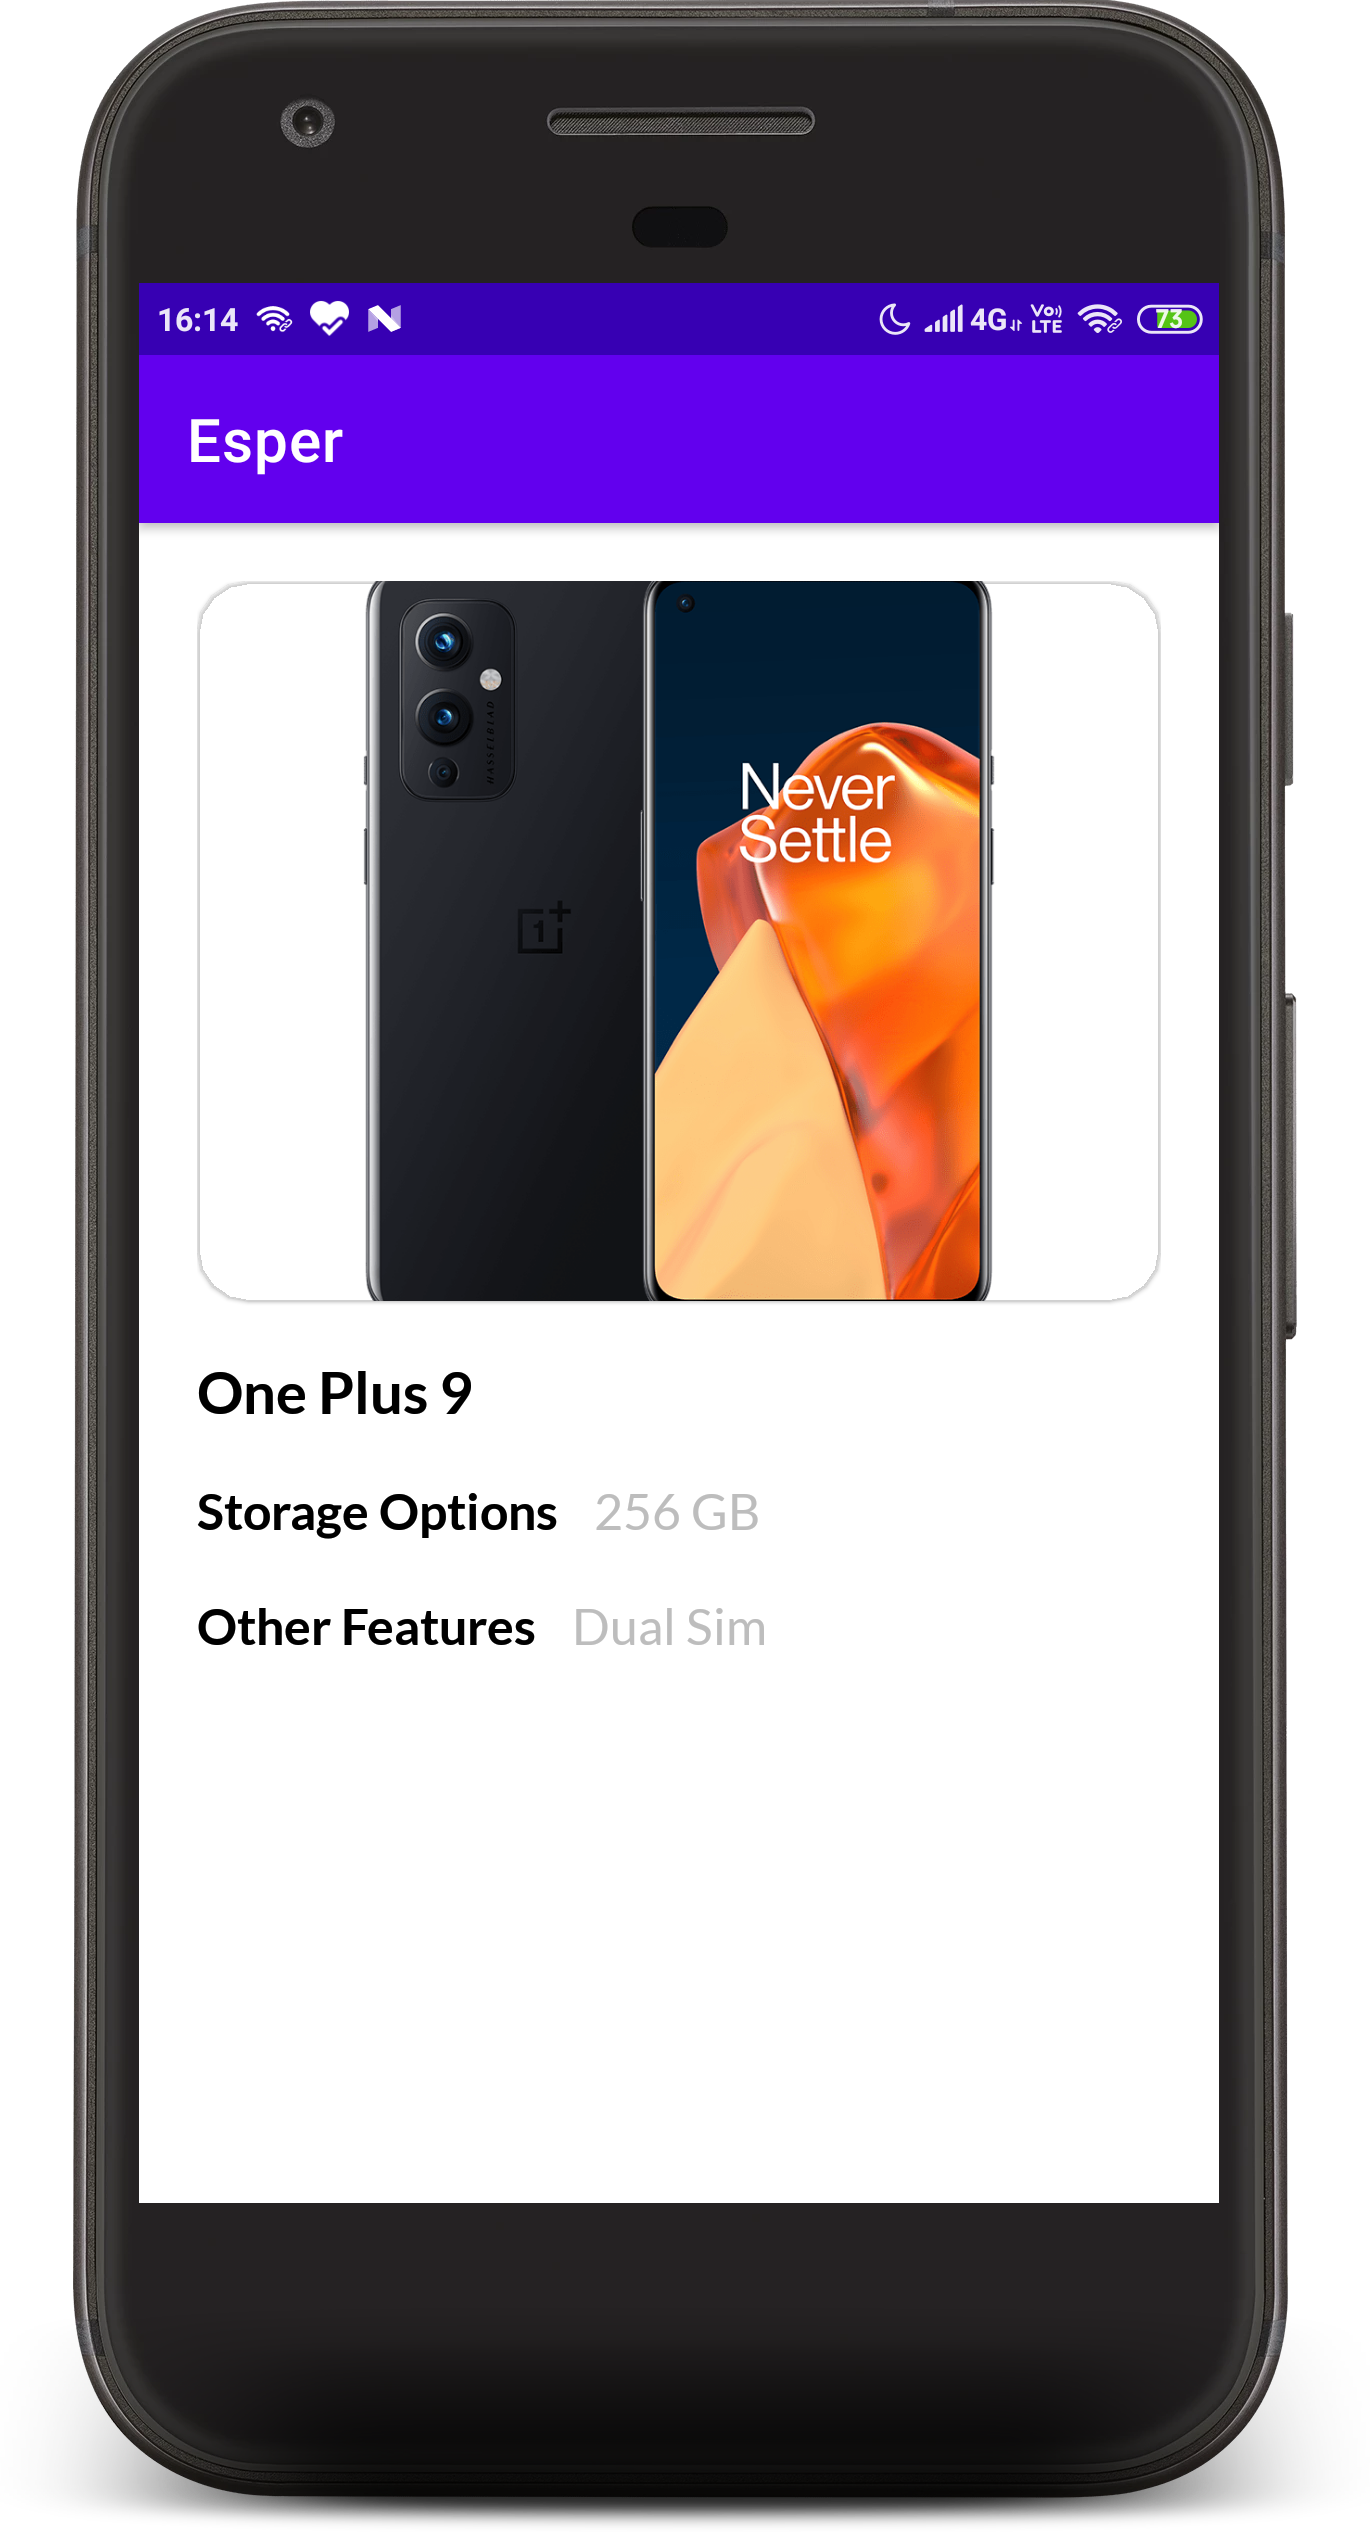 16:14 4G Vo)) LTE 73
Esper
HASSELBLAD
1+
Never
Settle
One Plus 9
Storage Options 256 GB
Other Features Dual Sim